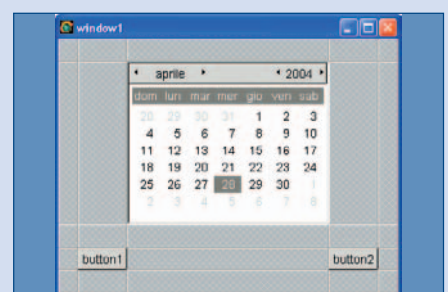 window1
aprile 2004
dom lun mar mer gio ven sab
28 29 30 31 1 2 3
4 5 6 7 8 9 10
11 12 13 14 15 16 17
18 19 20 21 22 23 24
25 26 27 28 29 30 1
2 3 4 5 6 7 8
button1 button2